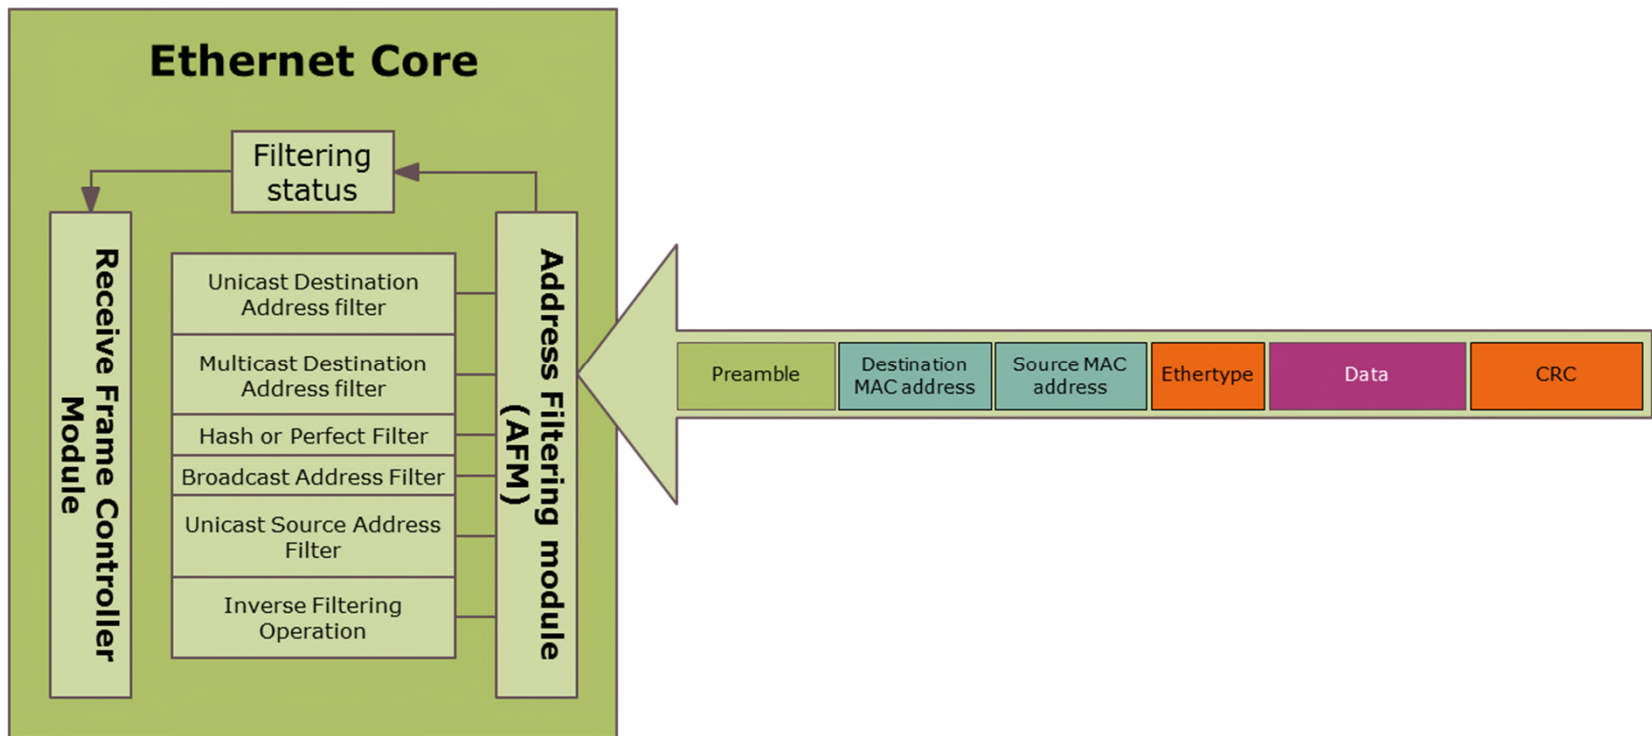 Ethernet Core
Filtering
status
Receive Frame Controller
Module
Unicast Destination
Address filter
Multicast Destination
Address filter
Hash or Perfect Filter
Broadcast Address Filter
Unicast Source Address
Filter
Inverse Filtering
Operation
Address Filtering module
(AFM)
Preamble
Destination
MAC address
Source MAC
address
Ethertype
Data
CRC